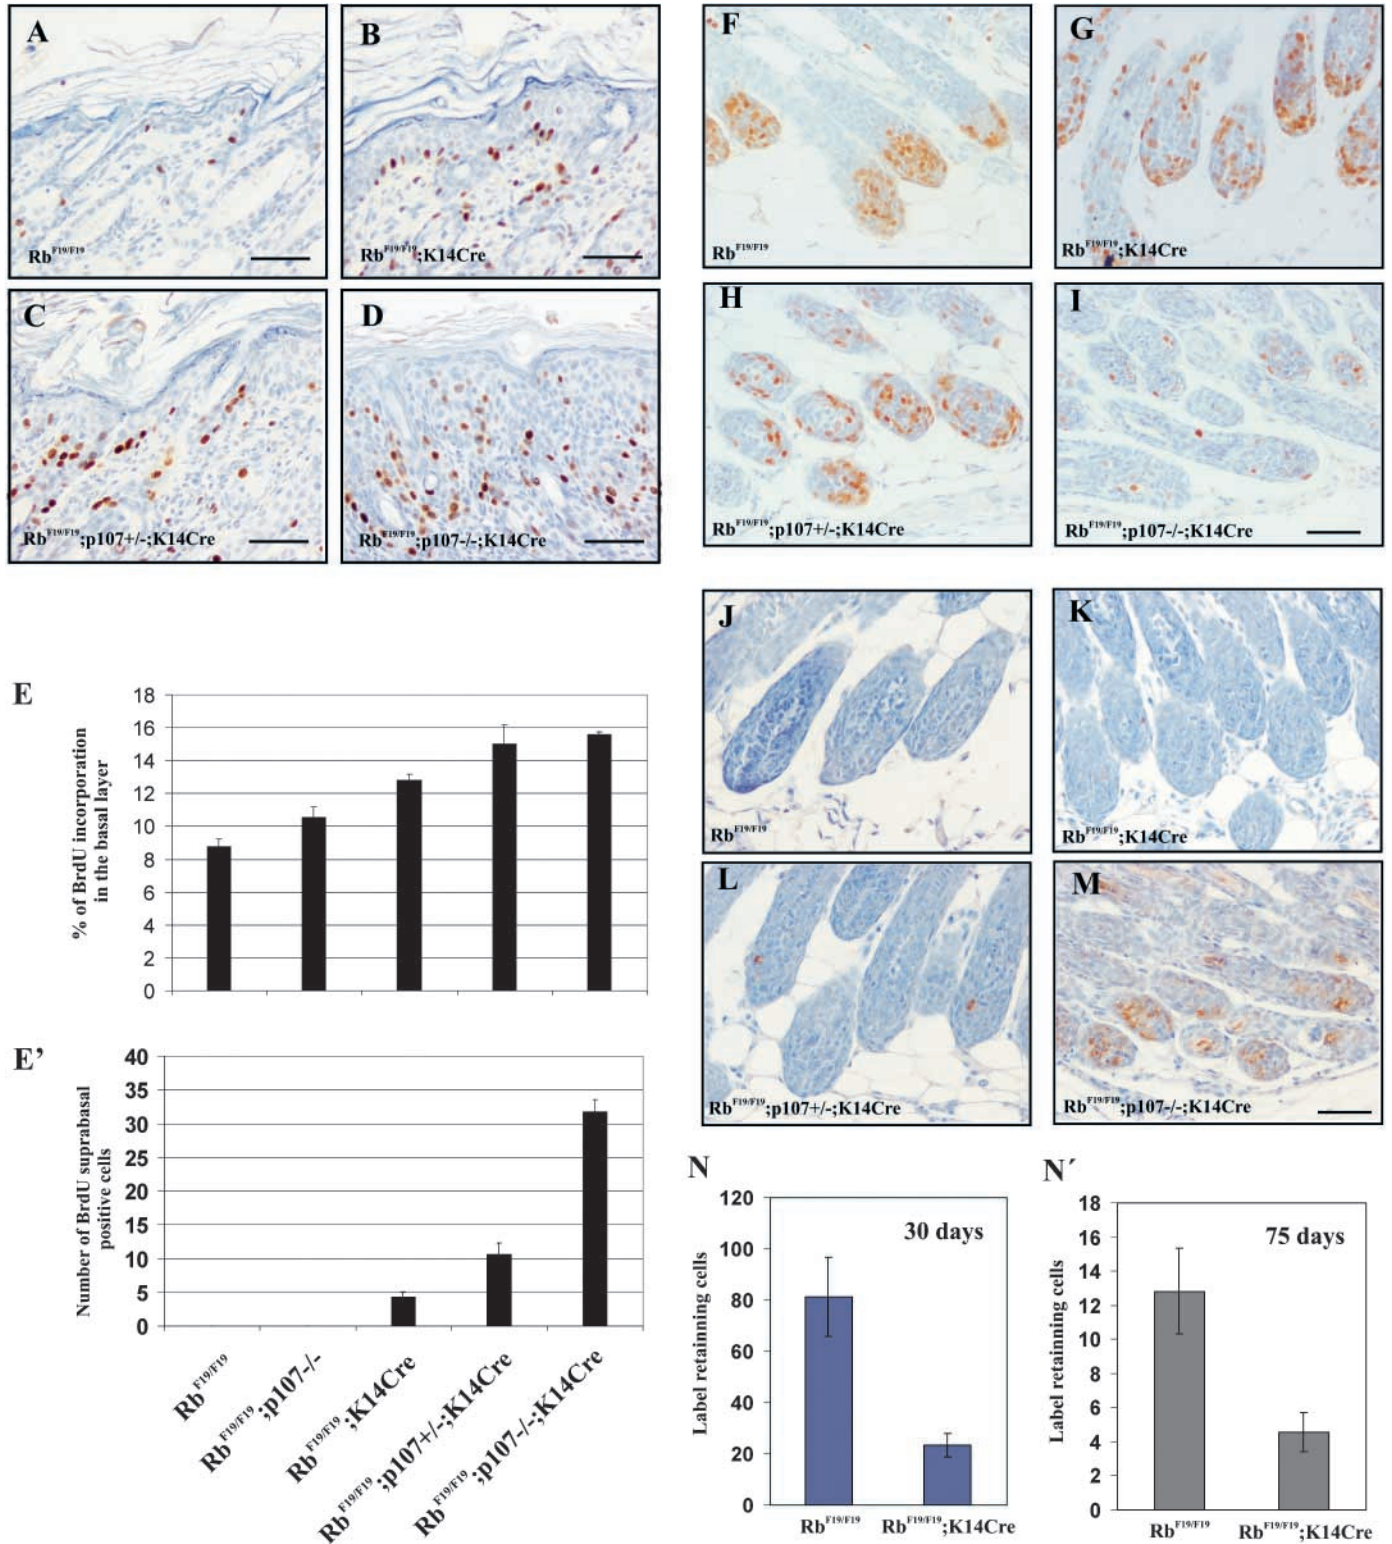 A
Rb^F19/F19
B
Rb^F19/F19;K14Cre
C
Rb^F19/F19;p107+/-;K14Cre
D
Rb^F19/F19;p107-/-;K14Cre
E
% of BrdU incorporation
in the basal layer
18
16
14
12
10
8
6
4
2
0
E’
Number of BrdU suprabasal
positive cells
40
35
30
25
20
15
10
5
0
Rb^F19/F19
Rb^F19/F19;p107-/-
Rb^F19/F19;K14Cre
Rb^F19/F19;p107+/-;K14Cre
Rb^F19/F19;p107-/-;K14Cre
F
Rb^F19/F19
G
Rb^F19/F19;K14Cre
H
Rb^F19/F19;p107+/-;K14Cre
I
Rb^F19/F19;p107-/-;K14Cre
J
Rb^F19/F19
K
Rb^F19/F19;K14Cre
L
Rb^F19/F19;p107+/-;K14Cre
M
Rb^F19/F19;p107-/-;K14Cre
N
Label retainning cells
120
100
80
60
40
20
0
30 days
Rb^F19/F19
Rb^F19/F19;K14Cre
N´
Label retainning cells
18
16
14
12
10
8
6
4
2
0
75 days
Rb^F19/F19
Rb^F19/F19;K14Cre